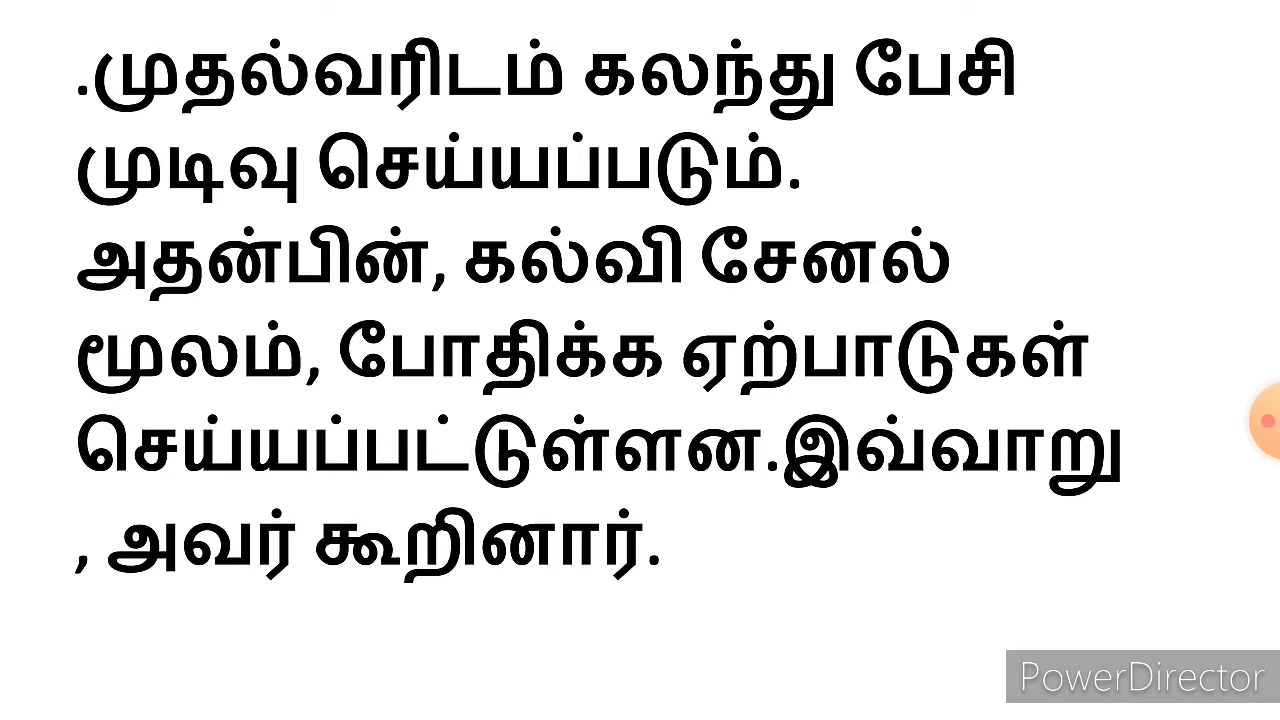 .முதல்வரிடம் கலந்து பேசி
முடிவு செய்யப்படும்.
அதன்பின், கல்வி சேனல்
மூலம், போதிக்க ஏற்பாடுகள்
செய்யப்பட்டுள்ளன.இவ்வாறு
, அவர் கூறினார்.
PowerDirector